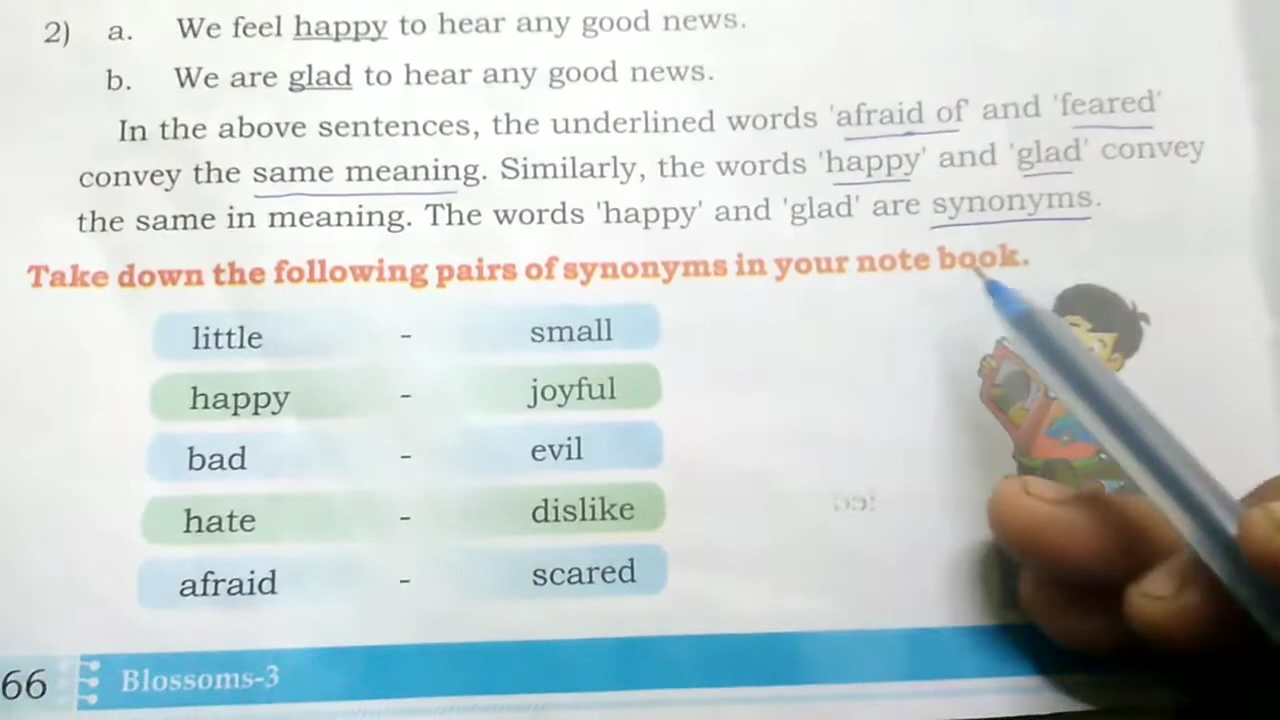 2) a. We feel happy to hear any good news.
b. We are glad to hear any good news.
In the above sentences, the underlined words 'afraid of' and 'feared'
convey the same meaning. Similarly, the words 'happy' and 'glad' convey
the same in meaning. The words 'happy' and 'glad' are synonyms.
Take down the following pairs of synonyms in your note book.
little - small
happy - joyful
bad - evil
hate - dislike
afraid - scared
66 Blossoms-3